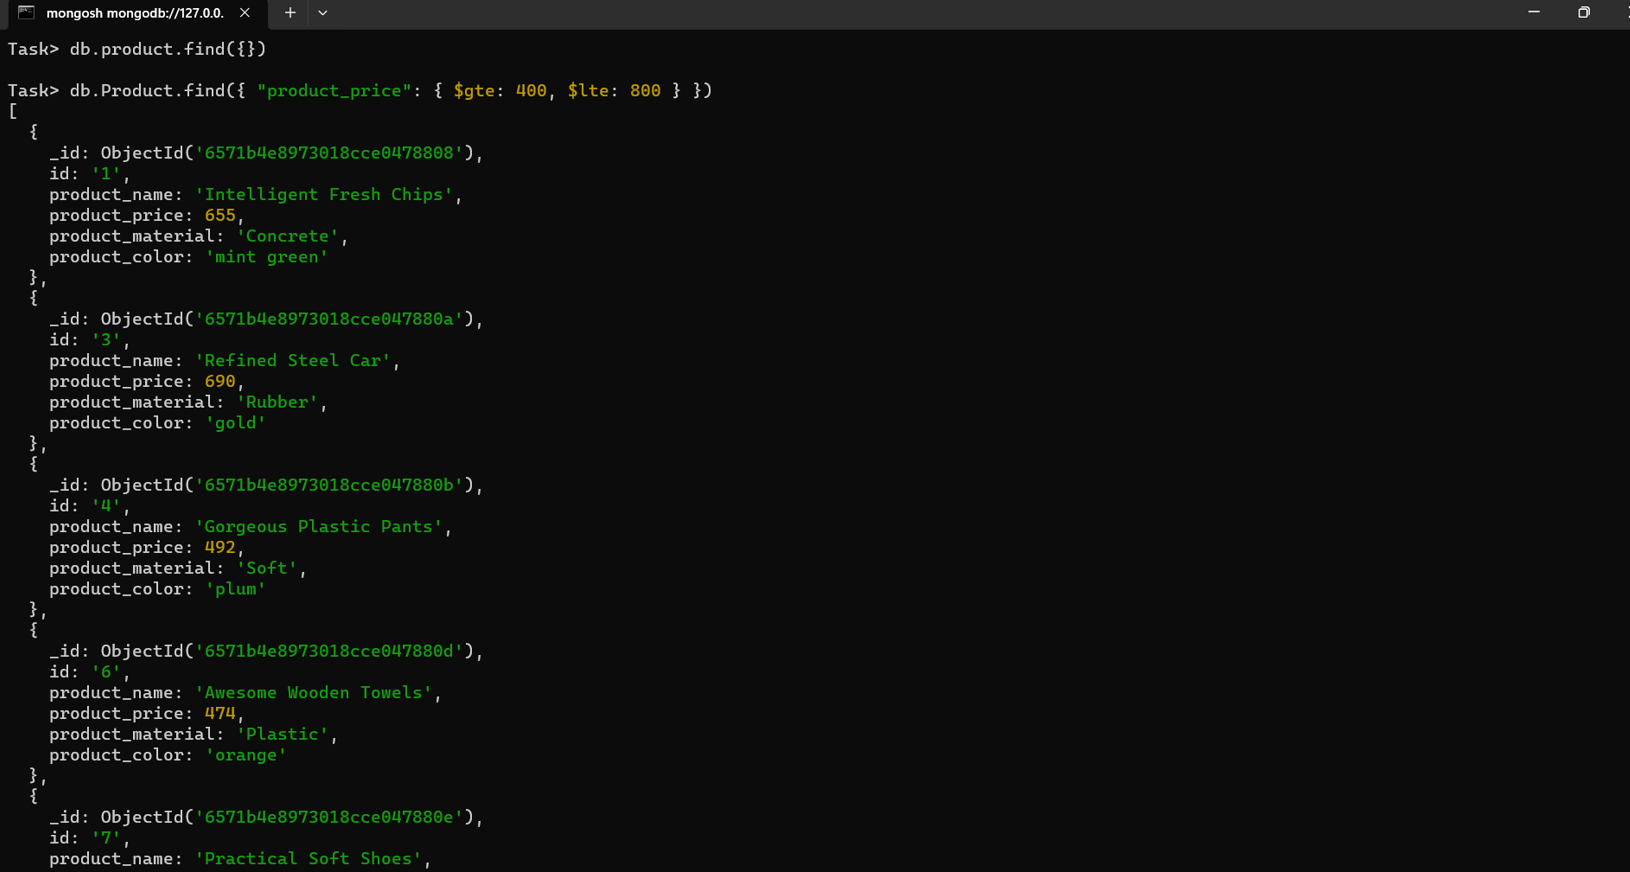 mongosh mongodb://127.0.0.
Task> db.product.find({})
Task> db.Product.find({ "product_price": { $gte: 400, $lte: 800 } })
[
  {
    _id: ObjectId('6571b4e8973018cce0478808'),
    id: '1',
    product_name: 'Intelligent Fresh Chips',
    product_price: 655,
    product_material: 'Concrete',
    product_color: 'mint green'
  },
  {
    _id: ObjectId('6571b4e8973018cce047880a'),
    id: '3',
    product_name: 'Refined Steel Car',
    product_price: 690,
    product_material: 'Rubber',
    product_color: 'gold'
  },
  {
    _id: ObjectId('6571b4e8973018cce047880b'),
    id: '4',
    product_name: 'Gorgeous Plastic Pants',
    product_price: 492,
    product_material: 'Soft',
    product_color: 'plum'
  },
  {
    _id: ObjectId('6571b4e8973018cce047880d'),
    id: '6',
    product_name: 'Awesome Wooden Towels',
    product_price: 474,
    product_material: 'Plastic',
    product_color: 'orange'
  },
  {
    _id: ObjectId('6571b4e8973018cce047880e'),
    id: '7',
    product_name: 'Practical Soft Shoes',